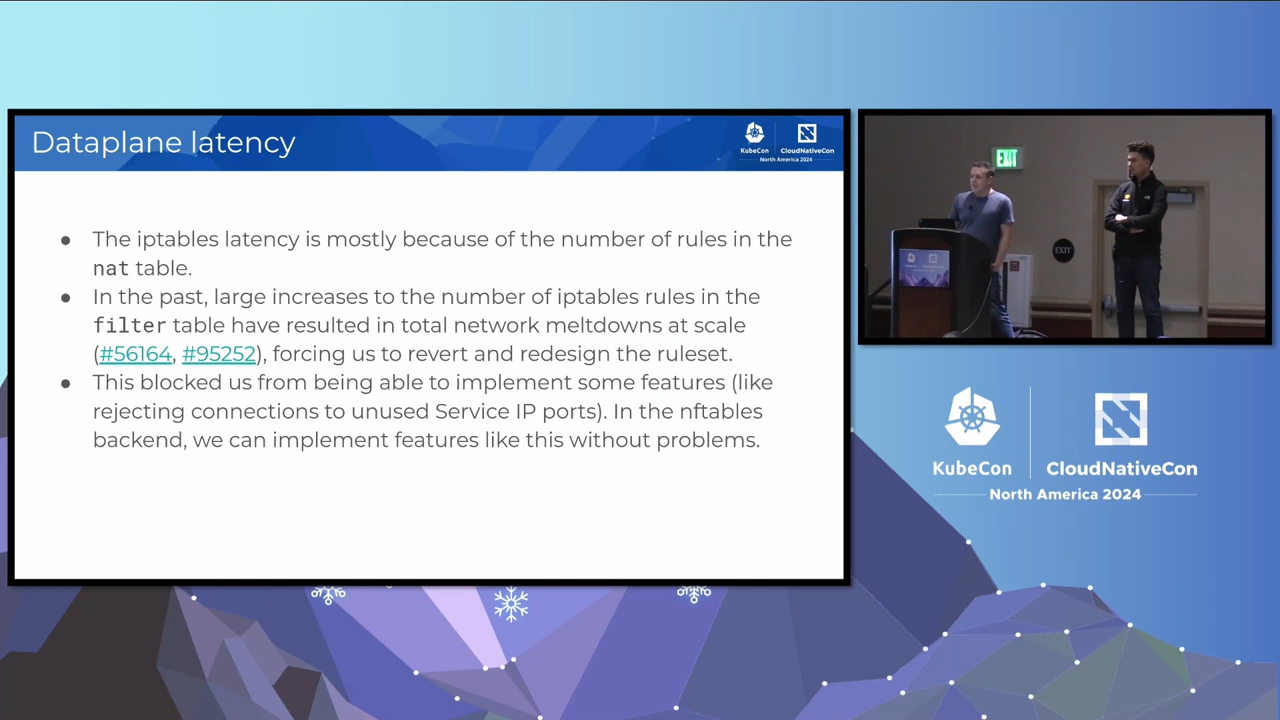 Dataplane latency
KubeCon
CloudNativeCon
North America 2024
● The iptables latency is mostly because of the number of rules in the
nat table.
● In the past, large increases to the number of iptables rules in the
filter table have resulted in total network meltdowns at scale
(#56164, #95252), forcing us to revert and redesign the ruleset.
● This blocked us from being able to implement some features (like
rejecting connections to unused Service IP ports). In the nftables
backend, we can implement features like this without problems.
EXIT
EXIT
KubeCon
CloudNativeCon
North America 2024